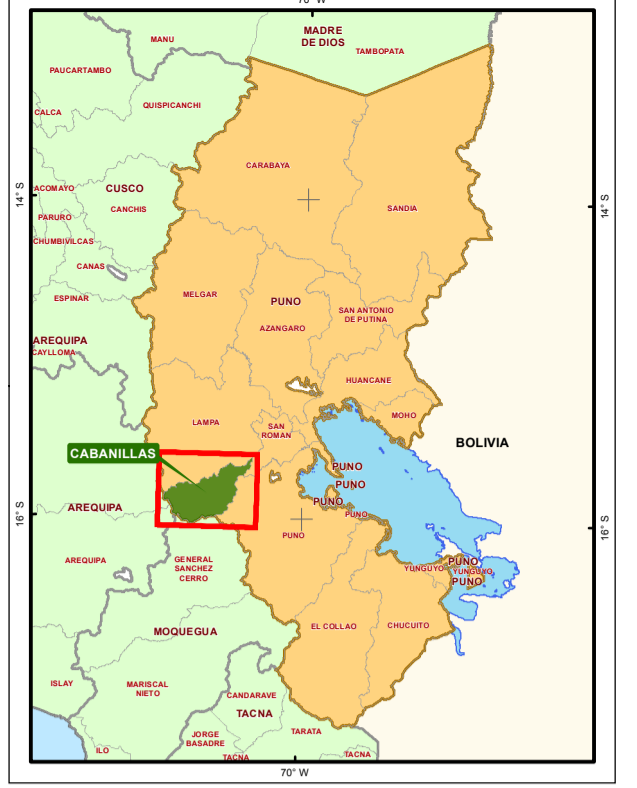 70° W
MADRE
DE DIOS
MANU
TAMBOPATA
PAUCARTAMBO
QUISPICANCHI
CALCA
CARABAYA
14° S
14° S
ACOMAYO
CUSCO
SANDIA
CANCHIS
PARURO
CHUMBIVILCAS
CANAS
ESPINAR
MELGAR
PUNO
SAN ANTONIO
DE PUTINA
AZANGARO
AREQUIPA
CAYLLOMA
HUANCANE
MOHO
LAMPA
SAN
ROMAN
BOLIVIA
CABANILLAS
PUNO
PUNO
PUNO
PUNO
AREQUIPA
16° S
16° S
PUNO
AREQUIPA
GENERAL
SANCHEZ
CERRO
PUNO
YUNGUYO
YUNGUYO
PUNO
EL COLLAO
CHUCUITO
MOQUEGUA
ISLAY
MARISCAL
NIETO
CANDARAVE
TACNA
JORGE
BASADRE
TARATA
ILO
TACNA
TACNA
70° W